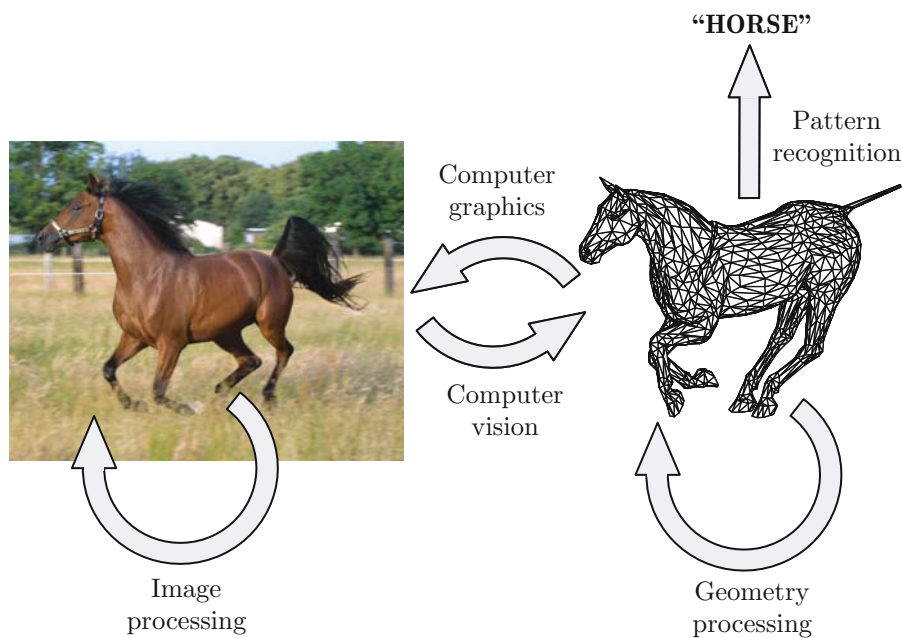 “HORSE”
Pattern
recognition
Computer
graphics
Computer
vision
Image
processing
Geometry
processing